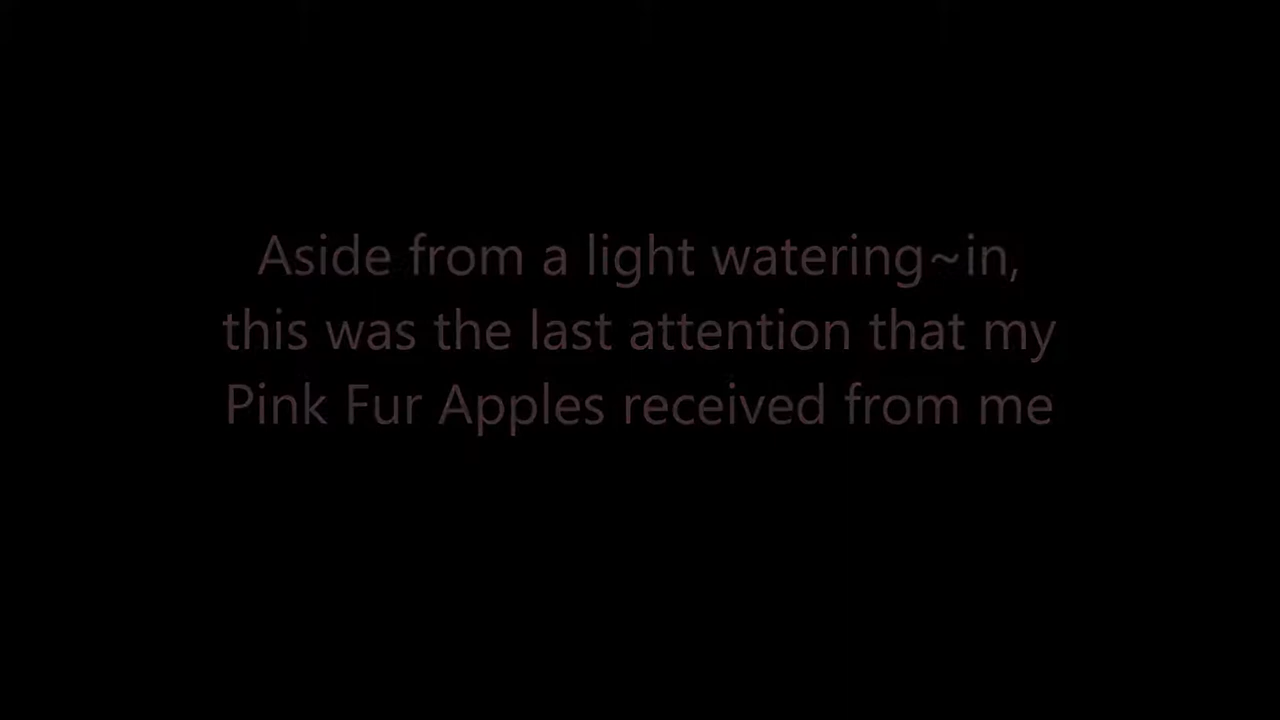 Aside from a light watering~in,
this was the last attention that my
Pink Fur Apples received from me